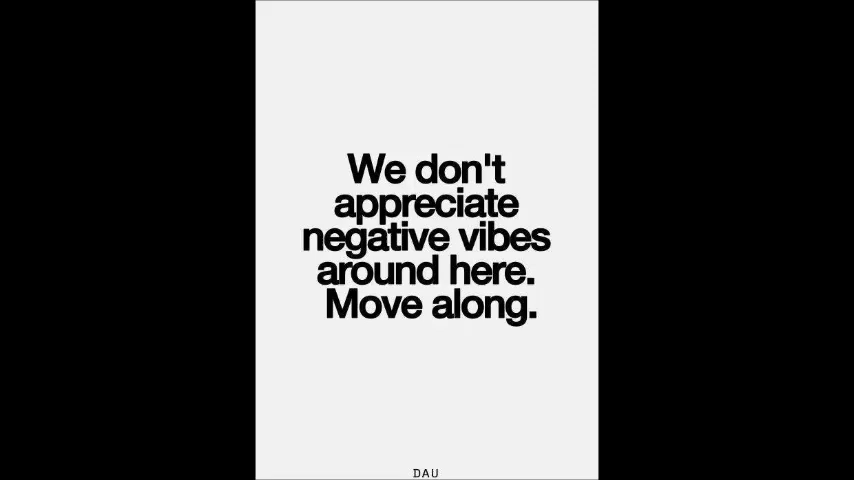 We don't
appreciate
negative vibes
around here.
Move along.
DAU